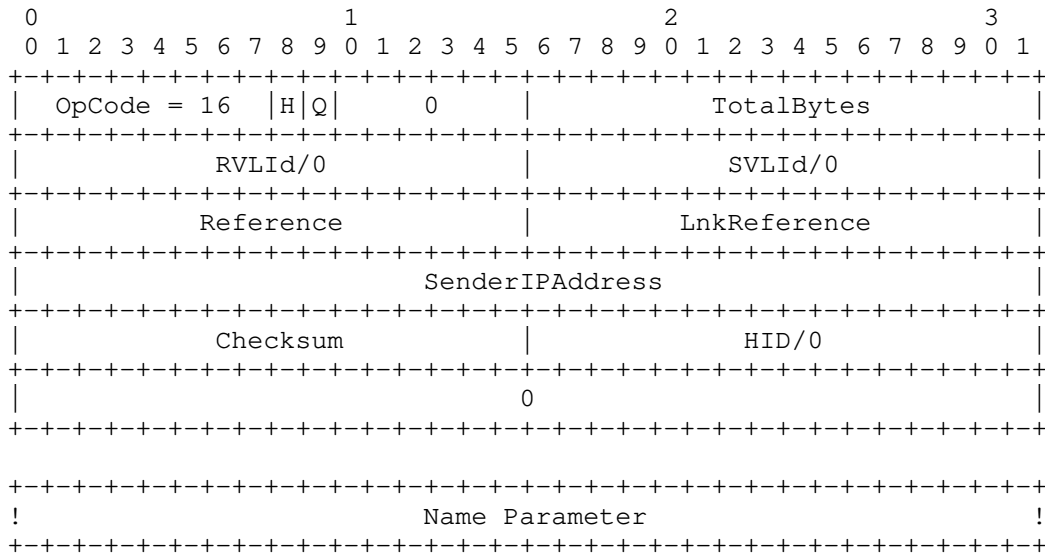 0                   1                   2                   3
 0 1 2 3 4 5 6 7 8 9 0 1 2 3 4 5 6 7 8 9 0 1 2 3 4 5 6 7 8 9 0 1
+-+-+-+-+-+-+-+-+-+-+-+-+-+-+-+-+-+-+-+-+-+-+-+-+-+-+-+-+-+-+-+-+
|  OpCode = 16  |H|Q|     0     |          TotalBytes           |
+-+-+-+-+-+-+-+-+-+-+-+-+-+-+-+-+-+-+-+-+-+-+-+-+-+-+-+-+-+-+-+-+
|            RVLId/0            |            SVLId/0            |
+-+-+-+-+-+-+-+-+-+-+-+-+-+-+-+-+-+-+-+-+-+-+-+-+-+-+-+-+-+-+-+-+
|           Reference           |         LnkReference          |
+-+-+-+-+-+-+-+-+-+-+-+-+-+-+-+-+-+-+-+-+-+-+-+-+-+-+-+-+-+-+-+-+
|                         SenderIPAddress                       |
+-+-+-+-+-+-+-+-+-+-+-+-+-+-+-+-+-+-+-+-+-+-+-+-+-+-+-+-+-+-+-+-+
|            Checksum           |             HID/0             |
+-+-+-+-+-+-+-+-+-+-+-+-+-+-+-+-+-+-+-+-+-+-+-+-+-+-+-+-+-+-+-+-+
|                               0                               |
+-+-+-+-+-+-+-+-+-+-+-+-+-+-+-+-+-+-+-+-+-+-+-+-+-+-+-+-+-+-+-+-+

+-+-+-+-+-+-+-+-+-+-+-+-+-+-+-+-+-+-+-+-+-+-+-+-+-+-+-+-+-+-+-+-+
!                         Name Parameter                        !
+-+-+-+-+-+-+-+-+-+-+-+-+-+-+-+-+-+-+-+-+-+-+-+-+-+-+-+-+-+-+-+-+